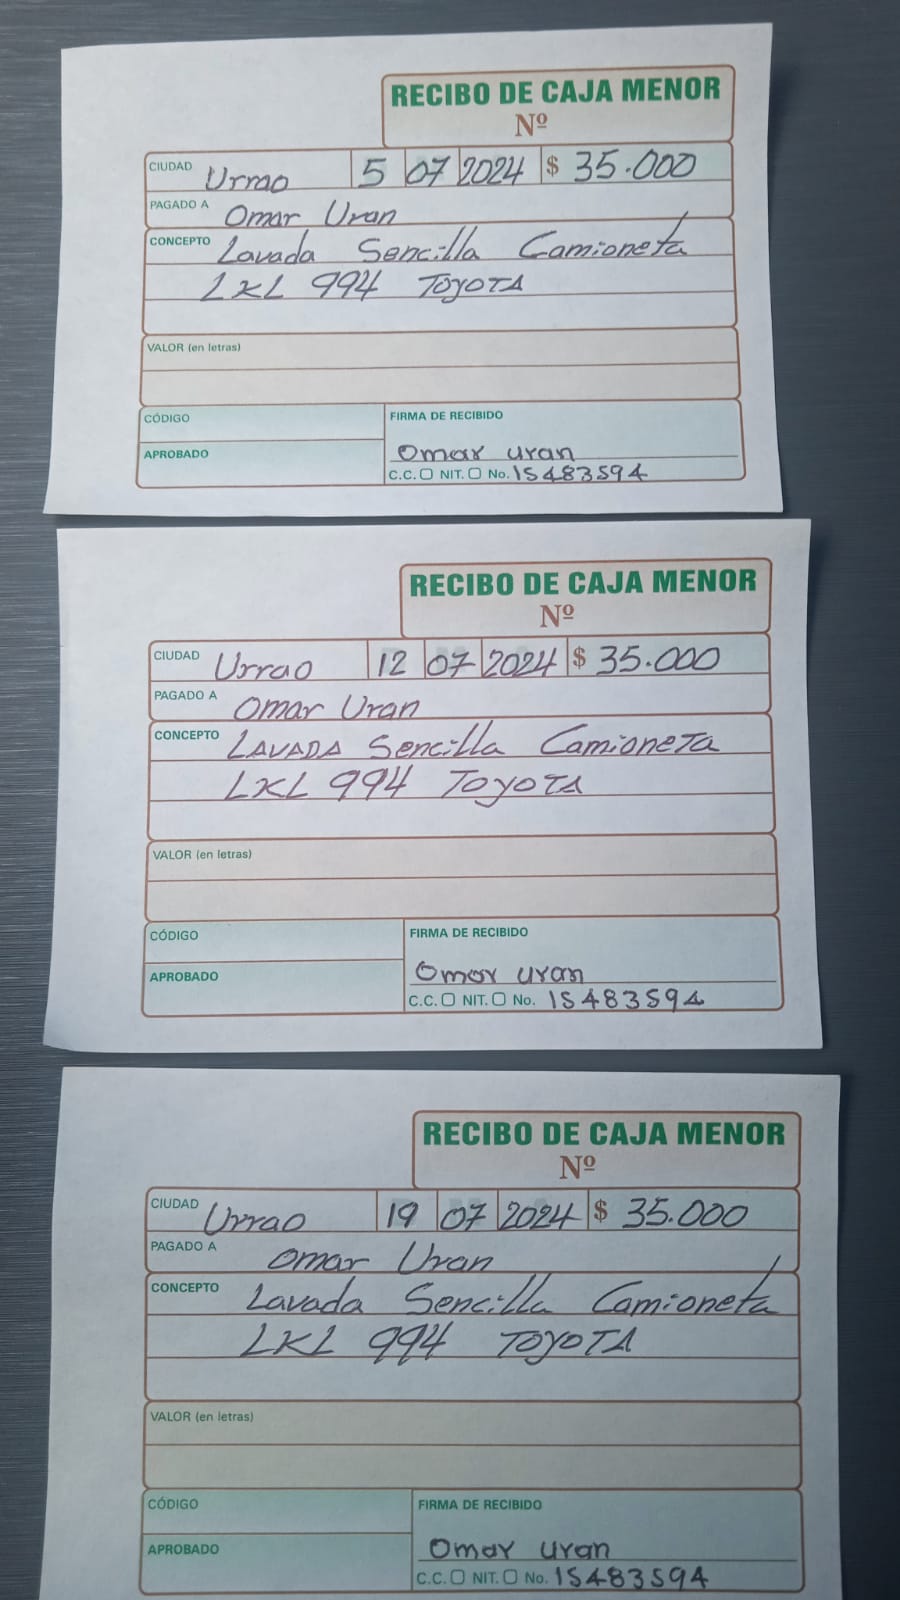 RECIBO DE CAJA MENOR
Nº
CIUDAD Urrao 5 07 2024 $ 35.000
PAGADO A Omar Uran
CONCEPTO Lavada Sencilla Camioneta
LKL 994 TOYOTA
VALOR (en letras)
CÓDIGO FIRMA DE RECIBIDO
APROBADO Omar uran
C.C. NIT. No. 15483594
RECIBO DE CAJA MENOR
Nº
CIUDAD Urrao 12 07 2024 $ 35.000
PAGADO A Omar Uran
CONCEPTO LAVADA Sencilla Camioneta
LKL 994 TOYOTA
VALOR (en letras)
CÓDIGO FIRMA DE RECIBIDO
APROBADO Omar uran
C.C. NIT. No. 15483594
RECIBO DE CAJA MENOR
Nº
CIUDAD Urrao 19 07 2024 $ 35.000
PAGADO A Omar Uran
CONCEPTO Lavada Sencilla Camioneta
LKL 994 TOYOTA
VALOR (en letras)
CÓDIGO FIRMA DE RECIBIDO
APROBADO Omar uran
C.C. NIT. No. 15483594